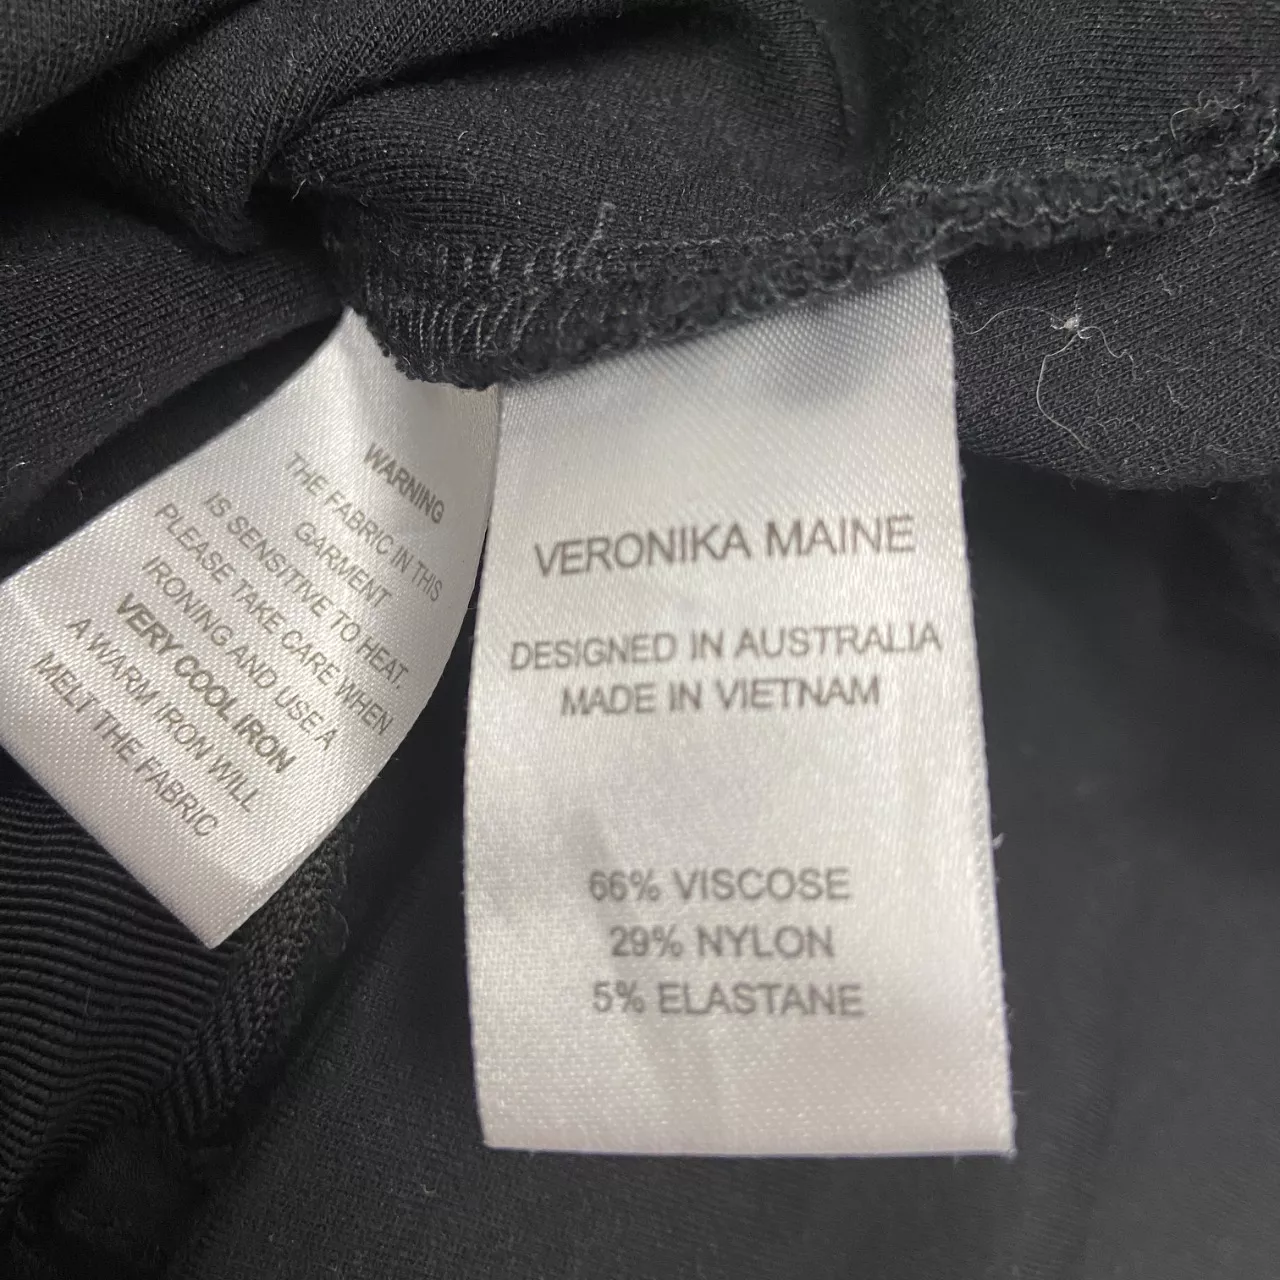 WARNING
THE FABRIC IN THIS
GARMENT
IS SENSITIVE TO HEAT.
PLEASE TAKE CARE WHEN
IRONING AND USE A
VERY COOL IRON
A WARM IRON WILL
MELT THE FABRIC
VERONIKA MAINE
DESIGNED IN AUSTRALIA
MADE IN VIETNAM
66% VISCOSE
29% NYLON
5% ELASTANE